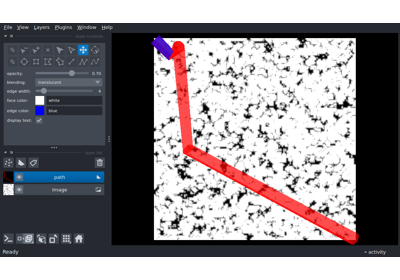 File View Layers Plugins Window Help
opacity: 0.70
blending: translucent
edge width:
face color: white
edge color: blue
display text:
path
Image
Ready activity